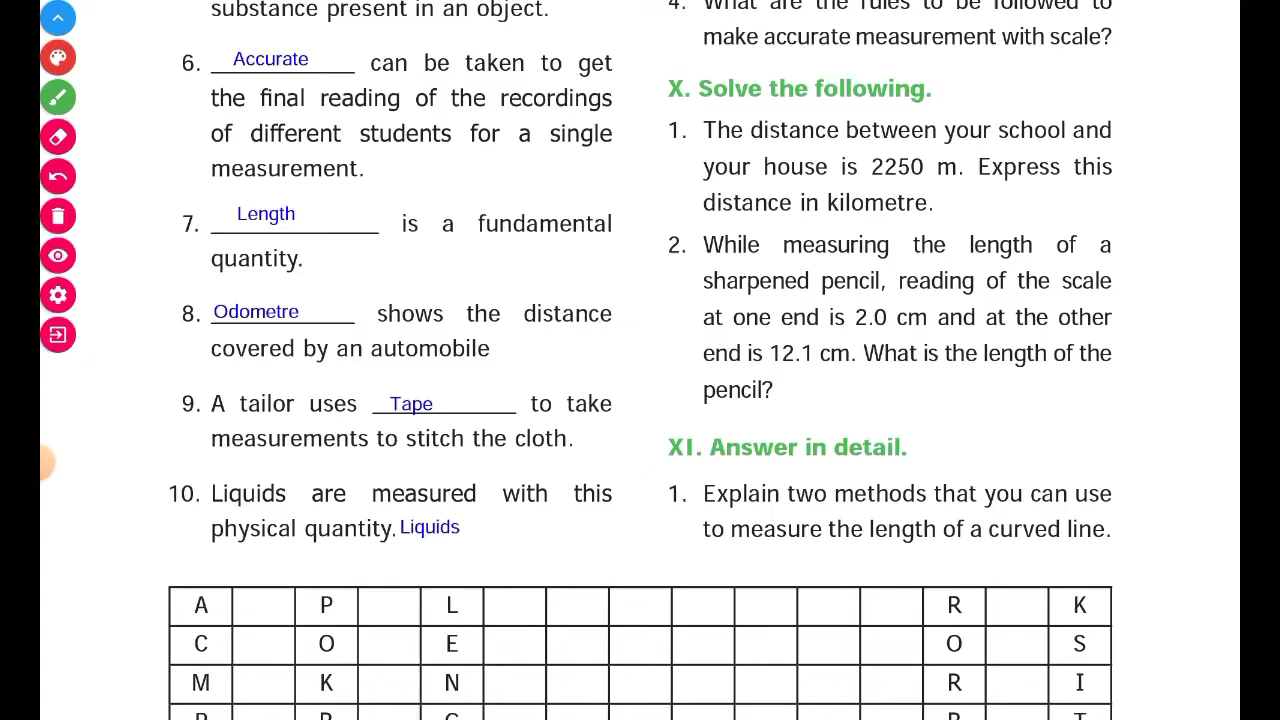 substance present in an object.
6. Accurate can be taken to get
the final reading of the recordings
of different students for a single
measurement.
7. Length is a fundamental
quantity.
8. Odometre shows the distance
covered by an automobile
9. A tailor uses Tape to take
measurements to stitch the cloth.
10. Liquids are measured with this
physical quantity. Liquids
4. What are the rules to be followed to
make accurate measurement with scale?
X. Solve the following.
1. The distance between your school and
your house is 2250 m. Express this
distance in kilometre.
2. While measuring the length of a
sharpened pencil, reading of the scale
at one end is 2.0 cm and at the other
end is 12.1 cm. What is the length of the
pencil?
XI. Answer in detail.
1. Explain two methods that you can use
to measure the length of a curved line.
A P L R K
C O E O S
M K N R I